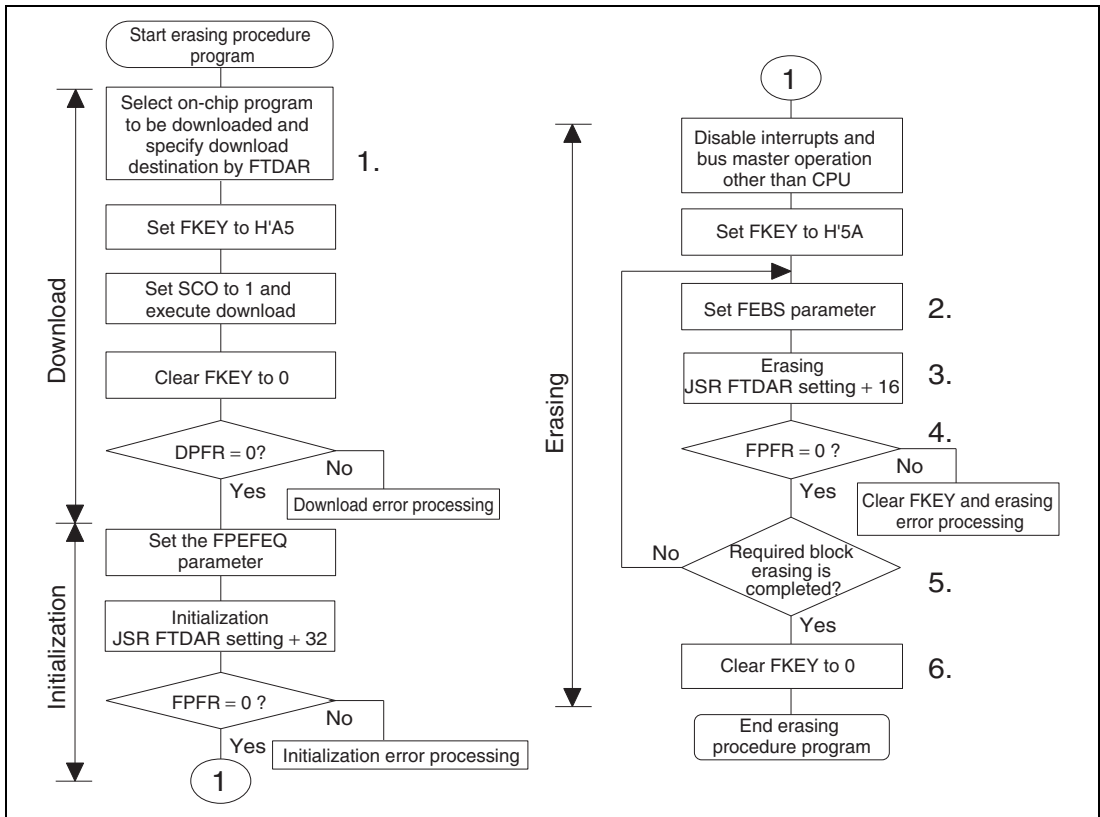 Start erasing procedure
program
Select on-chip program
to be downloaded and
specify download
destination by FTDAR
1.
Set FKEY to H'A5
Set SCO to 1 and
execute download
Clear FKEY to 0
DPFR = 0?
No
Yes
Download error processing
Download
Set the FPEFEQ
parameter
Initialization
JSR FTDAR setting + 32
FPFR = 0 ?
No
Yes
Initialization error processing
Initialization
1
1
Disable interrupts and
bus master operation
other than CPU
Set FKEY to H'5A
Set FEBS parameter
2.
Erasing
JSR FTDAR setting + 16
3.
4.
FPFR = 0 ?
No
Yes
Clear FKEY and erasing
error processing
Erasing
No
Required block
erasing is
completed?
5.
Yes
Clear FKEY to 0
6.
End erasing
procedure program